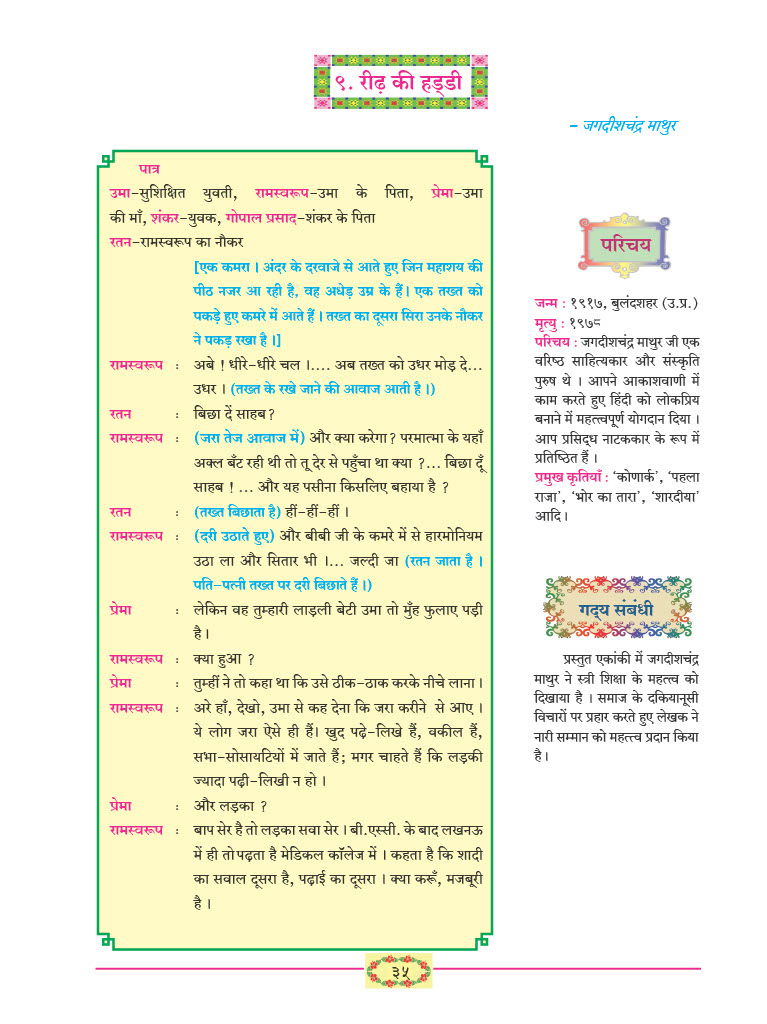 ९. रीढ़ की हड्डी
– जगदीशचंद्र माथुर
पात्र
उमा–सुशिक्षित युवती, रामस्वरूप–उमा के पिता, प्रेमा–उमा
की माँ, शंकर–युवक, गोपाल प्रसाद–शंकर के पिता
रतन–रामस्वरूप का नौकर
[एक कमरा । अंदर के दरवाजे से आते हुए जिन महाशय की
पीठ नजर आ रही है, वह अधेड़ उम्र के हैं। एक तख्त को
पकड़े हुए कमरे में आते हैं । तख्त का दूसरा सिरा उनके नौकर
ने पकड़ रखा है ।]
रामस्वरूप : अबे ! धीरे-धीरे चल ।.... अब तख्त को उधर मोड़ दे...
उधर । (तख्त के रखे जाने की आवाज आती है ।)
रतन : बिछा दें साहब?
रामस्वरूप : (जरा तेज आवाज में) और क्या करेगा? परमात्मा के यहाँ
अक्ल बँट रही थी तो तू देर से पहुँचा था क्या ?... बिछा दूँ
साहब ! ... और यह पसीना किसलिए बहाया है ?
रतन : (तख्त बिछाता है) हीं-हीं-हीं ।
रामस्वरूप : (दरी उठाते हुए) और बीबी जी के कमरे में से हारमोनियम
उठा ला और सितार भी ।... जल्दी जा (रतन जाता है ।
पति-पत्नी तख्त पर दरी बिछाते हैं ।)
प्रेमा : लेकिन वह तुम्हारी लाड़ली बेटी उमा तो मुँह फुलाए पड़ी
है ।
रामस्वरूप : क्या हुआ ?
प्रेमा : तुम्हीं ने तो कहा था कि उसे ठीक-ठाक करके नीचे लाना ।
रामस्वरूप : अरे हाँ, देखो, उमा से कह देना कि जरा करीने से आए ।
ये लोग जरा ऐसे ही हैं। खुद पढ़े-लिखे हैं, वकील हैं,
सभा-सोसायटियों में जाते हैं; मगर चाहते हैं कि लड़की
ज्यादा पढ़ी-लिखी न हो ।
प्रेमा : और लड़का ?
रामस्वरूप : बाप सेर है तो लड़का सवा सेर । बी.एस्सी. के बाद लखनऊ
में ही तो पढ़ता है मेडिकल कॉलेज में । कहता है कि शादी
का सवाल दूसरा है, पढ़ाई का दूसरा । क्या करूँ, मजबूरी
है ।
परिचय
जन्म : १९१७, बुलंदशहर (उ.प्र.)
मृत्यु : १९७८
परिचय : जगदीशचंद्र माथुर जी एक
वरिष्ठ साहित्यकार और संस्कृति
पुरुष थे । आपने आकाशवाणी में
काम करते हुए हिंदी को लोकप्रिय
बनाने में महत्त्वपूर्ण योगदान दिया ।
आप प्रसिद्ध नाटककार के रूप में
प्रतिष्ठित हैं ।
प्रमुख कृतियाँ : ‘कोणार्क’, ‘पहला
राजा’, ‘भोर का तारा’, ‘शारदीया’
आदि ।
गद्य संबंधी
प्रस्तुत एकांकी में जगदीशचंद्र
माथुर ने स्त्री शिक्षा के महत्त्व को
दिखाया है । समाज के दकियानूसी
विचारों पर प्रहार करते हुए लेखक ने
नारी सम्मान को महत्त्व प्रदान किया
है ।
३५